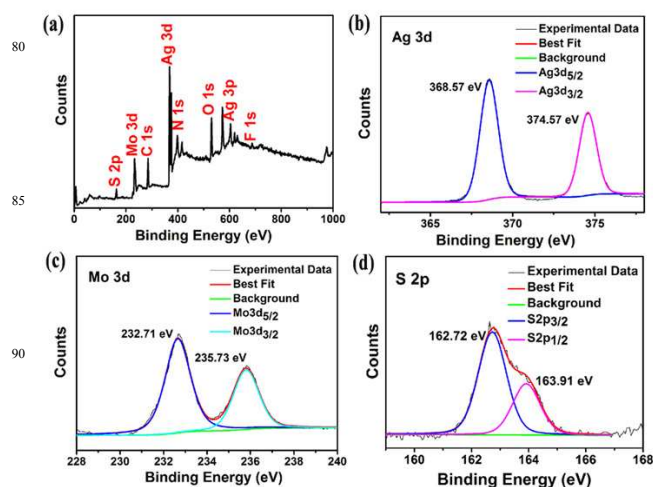 80
85
90
(a)
Counts
S 2p
Mo 3d
C 1s
Ag 3d
N 1s
O 1s
Ag 3p
F 1s
0 200 400 600 800 1000
Binding Energy (eV)
(b)
Ag 3d
Counts
Experimental Data
Best Fit
Background
Ag3d5/2
Ag3d3/2
368.57 eV
374.57 eV
365 370 375
Binding Energy (eV)
(c)
Mo 3d
Counts
Experimental Data
Best Fit
Background
Mo3d5/2
Mo3d3/2
232.71 eV
235.73 eV
228 230 232 234 236 238 240
Binding Energy (eV)
(d)
S 2p
Counts
Experimental Data
Best Fit
Background
S2p3/2
S2p1/2
162.72 eV
163.91 eV
160 162 164 166 168
Binding Energy (eV)